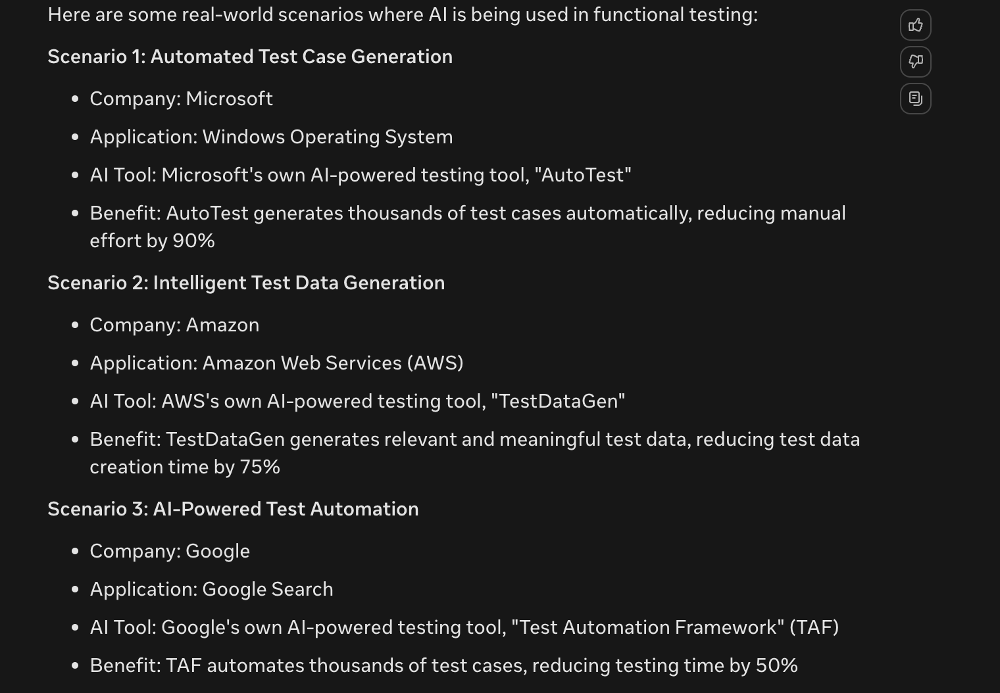 Here are some real-world scenarios where AI is being used in functional testing:
Scenario 1: Automated Test Case Generation
• Company: Microsoft
• Application: Windows Operating System
• AI Tool: Microsoft's own AI-powered testing tool, "AutoTest"
• Benefit: AutoTest generates thousands of test cases automatically, reducing manual
effort by 90%
Scenario 2: Intelligent Test Data Generation
• Company: Amazon
• Application: Amazon Web Services (AWS)
• AI Tool: AWS's own AI-powered testing tool, "TestDataGen"
• Benefit: TestDataGen generates relevant and meaningful test data, reducing test data
creation time by 75%
Scenario 3: AI-Powered Test Automation
• Company: Google
• Application: Google Search
• AI Tool: Google's own AI-powered testing tool, "Test Automation Framework" (TAF)
• Benefit: TAF automates thousands of test cases, reducing testing time by 50%